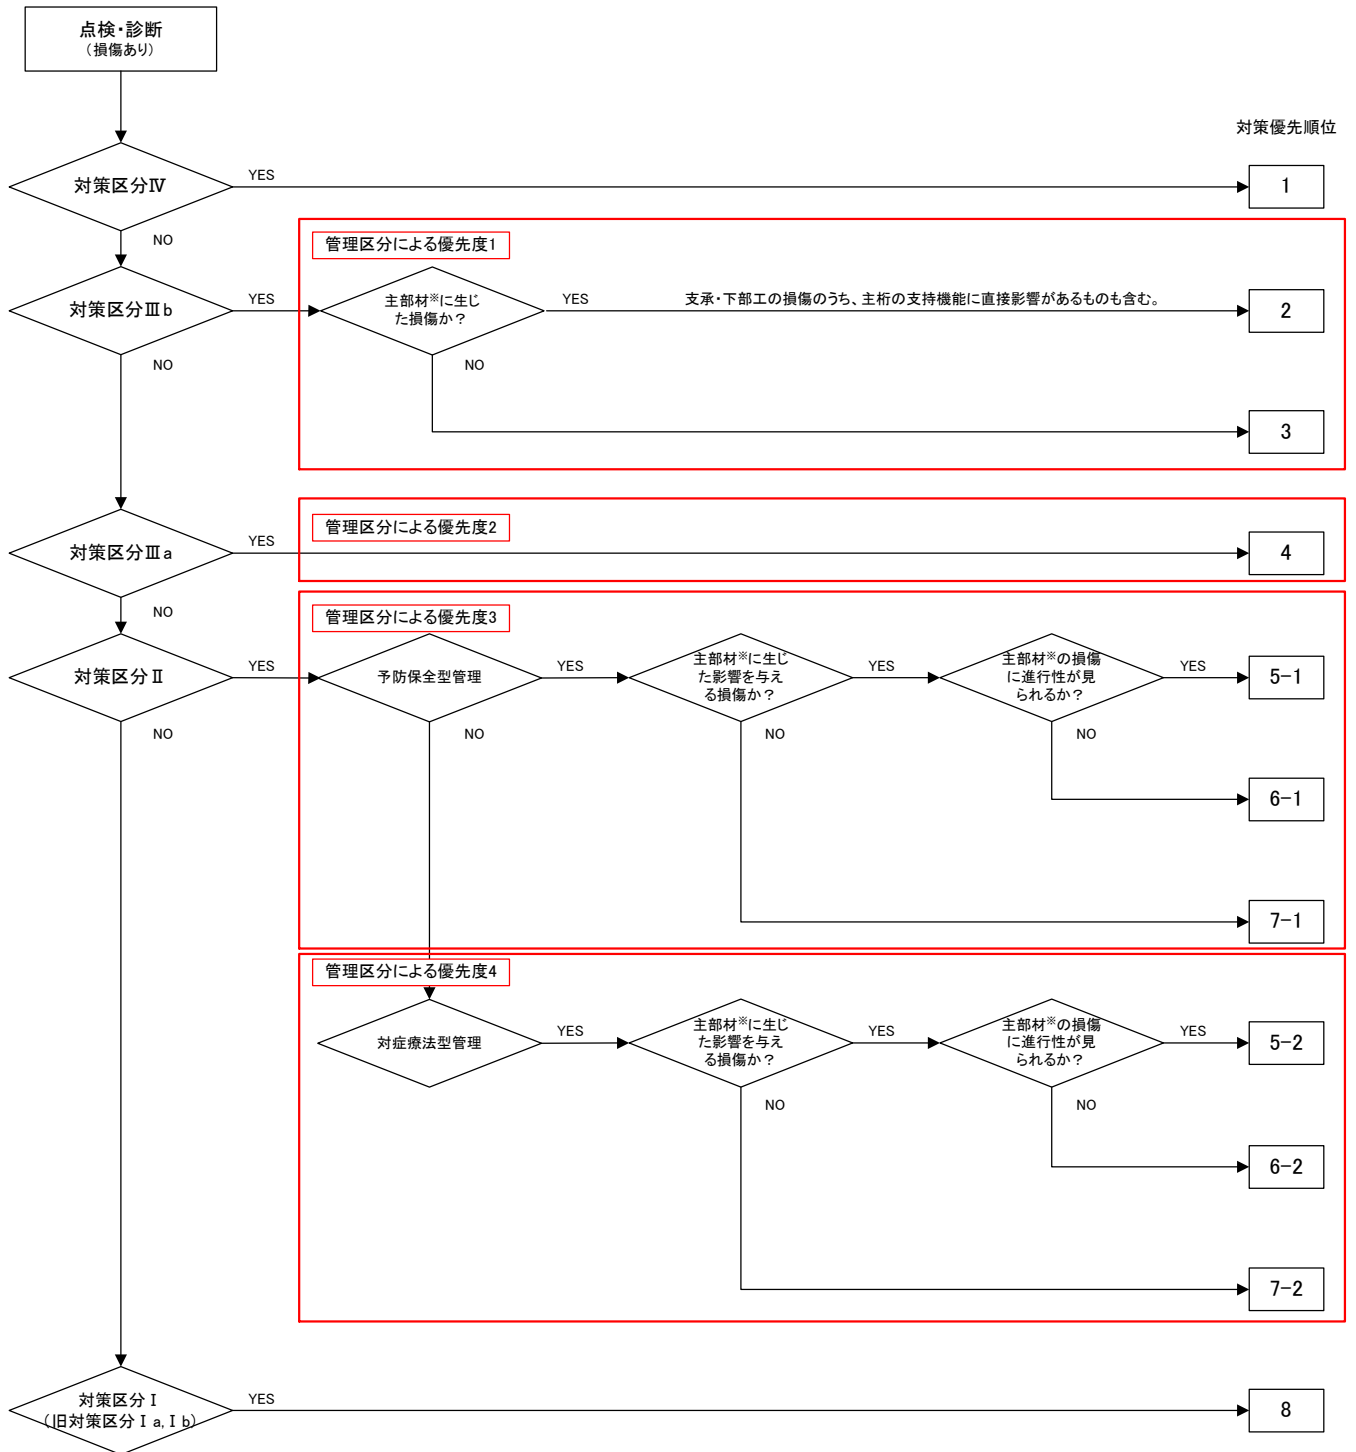 点検・診断
（損傷あり）
対策優先順位
対策区分Ⅳ
YES
1
NO
管理区分による優先度1
対策区分Ⅲb
YES
主部材※に生じ
た損傷か？
YES
支承・下部工の損傷のうち、主桁の支持機能に直接影響があるものも含む。
2
NO
NO
3
管理区分による優先度2
対策区分Ⅲa
YES
4
NO
管理区分による優先度3
対策区分Ⅱ
YES
予防保全型管理
YES
主部材※に生じ
た影響を与え
る損傷か？
YES
主部材※の損傷
に進行性が見
られるか？
YES
5-1
NO
NO
NO
NO
6-1
7-1
管理区分による優先度4
対症療法型管理
YES
主部材※に生じ
た影響を与え
る損傷か？
YES
主部材※の損傷
に進行性が見
られるか？
YES
5-2
NO
NO
6-2
7-2
対策区分Ⅰ
（旧対策区分Ⅰa,Ⅰb）
YES
8